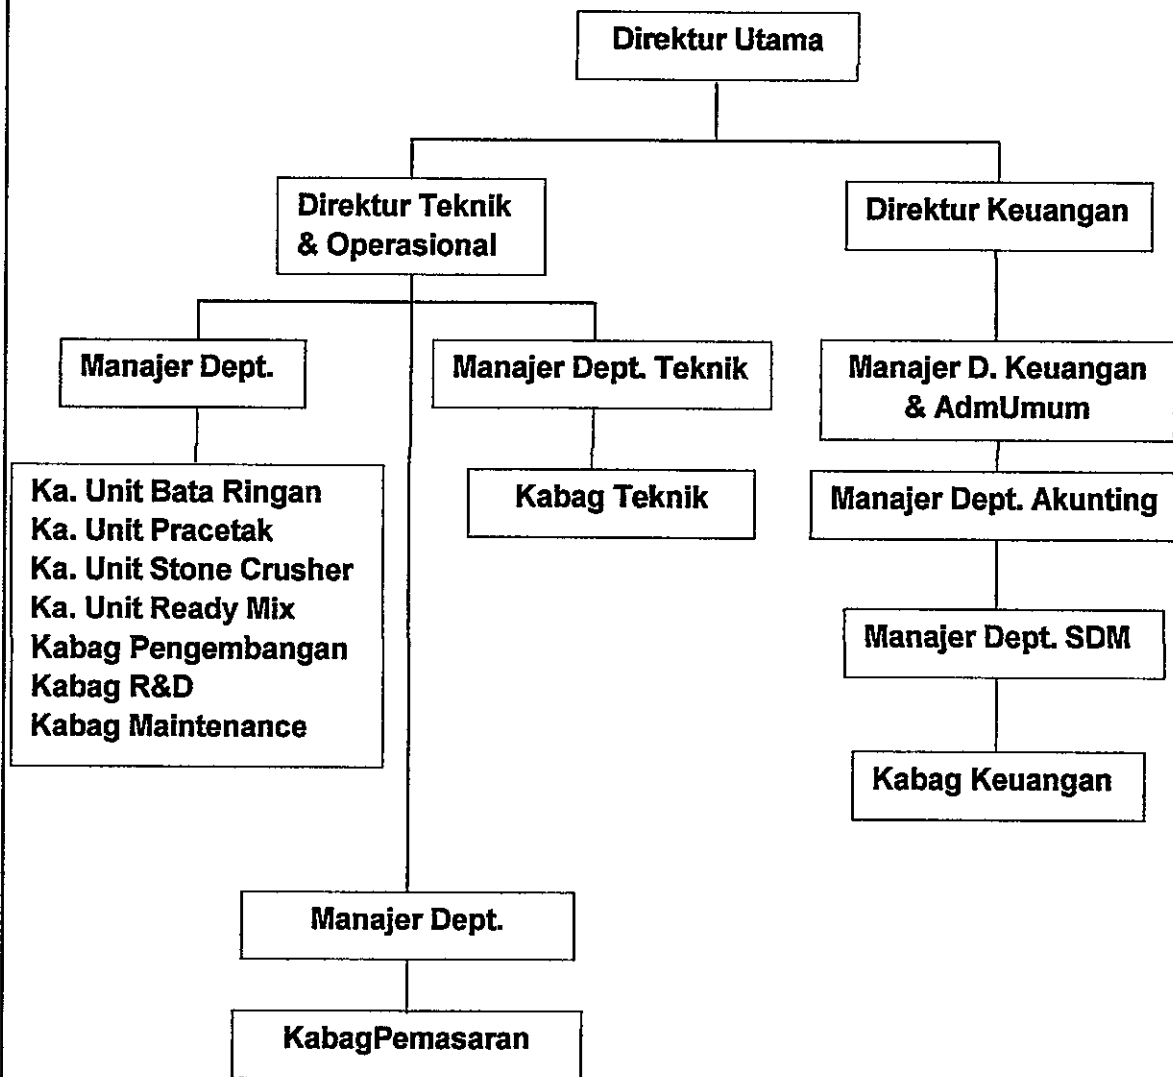 Direktur Utama
Direktur Teknik
& Operasional
Direktur Keuangan
Manajer Dept.
Manajer Dept. Teknik
Manajer D. Keuangan
& AdmUmum
Ka. Unit Bata Ringan
Ka. Unit Pracetak
Ka. Unit Stone Crusher
Ka. Unit Ready Mix
Kabag Pengembangan
Kabag R&D
Kabag Maintenance
Kabag Teknik
Manajer Dept. Akunting
Manajer Dept. SDM
Kabag Keuangan
Manajer Dept.
KabagPemasaran